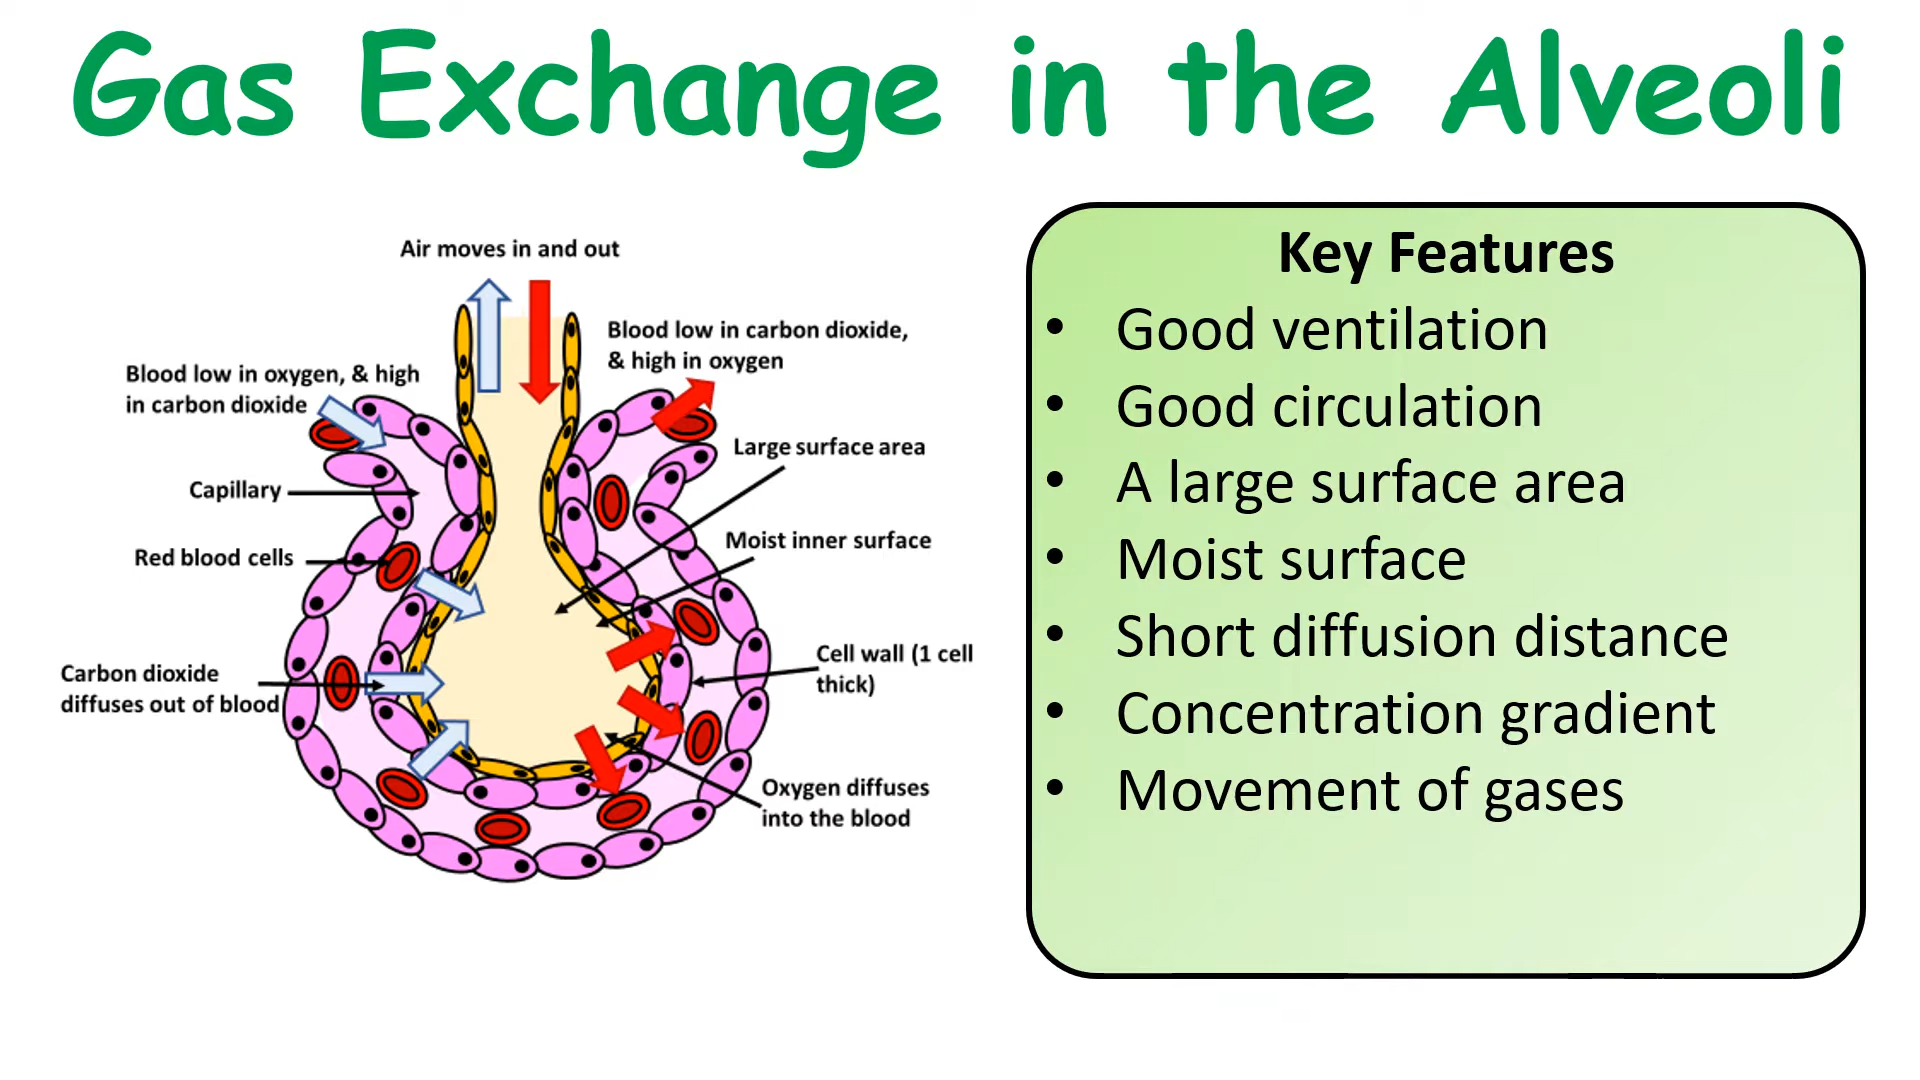 Gas Exchange in the Alveoli
Air moves in and out
Blood low in carbon dioxide,
& high in oxygen
Blood low in oxygen, & high
in carbon dioxide
Large surface area
Capillary
Moist inner surface
Red blood cells
Cell wall (1 cell
thick)
Carbon dioxide
diffuses out of blood
Oxygen diffuses
into the blood
Key Features
• Good ventilation
• Good circulation
• A large surface area
• Moist surface
• Short diffusion distance
• Concentration gradient
• Movement of gases